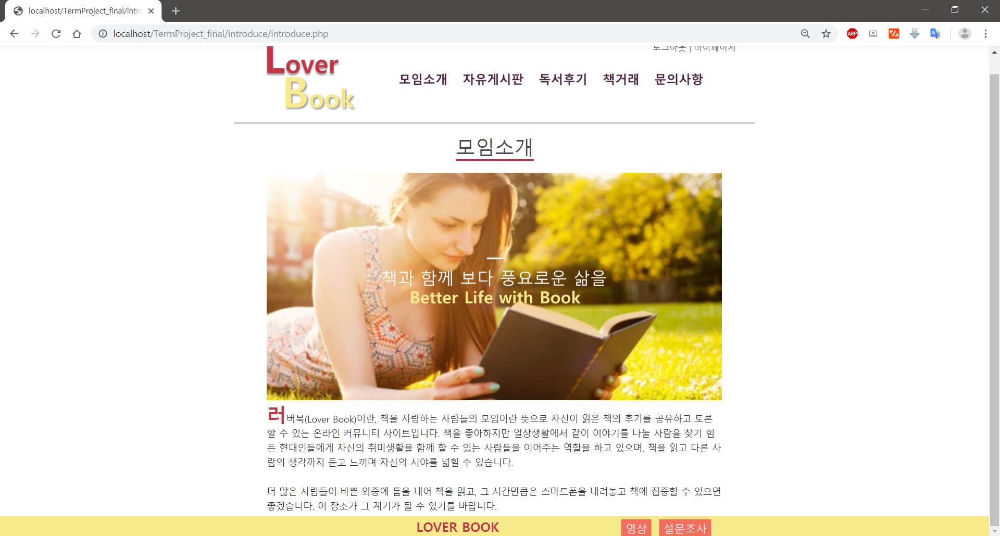 localhost/TermProject_final/intro
localhost/TermProject_final/introduce/introduce.php
ABP
로그아웃 | 마이페이지
Lover
Book
모임소개 자유게시판 독서후기 책거래 문의사항
모임소개
책과 함께 보다 풍요로운 삶을
Better Life with Book
러버북(Lover Book)이란, 책을 사랑하는 사람들의 모임이란 뜻으로 자신이 읽은 책의 후기를 공유하고 토론
할 수 있는 온라인 커뮤니티 사이트입니다. 책을 좋아하지만 일상생활에서 같이 이야기를 나눌 사람을 찾기 힘
든 현대인들에게 자신의 취미생활을 함께 할 수 있는 사람들을 이어주는 역할을 하고 있으며, 책을 읽고 다른 사
람의 생각까지 듣고 느끼며 자신의 시야를 넓힐 수 있습니다.
더 많은 사람들이 바쁜 와중에 틈을 내어 책을 읽고, 그 시간만큼은 스마트폰을 내려놓고 책에 집중할 수 있으면
좋겠습니다. 이 장소가 그 계기가 될 수 있기를 바랍니다.
LOVER BOOK 영상 설문조사